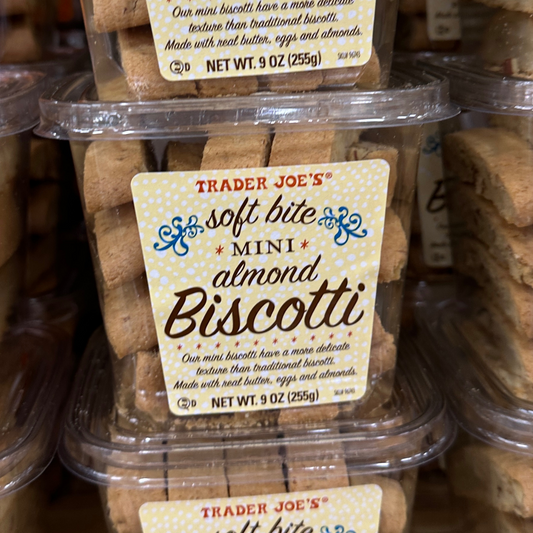 Our mini biscotti have a more delicate
texture than traditional biscotti.
Made with real butter, eggs and almonds.
D NET WT. 9 OZ (255g)
TRADER JOE'S®
soft bite
* MINI *
almond
Biscotti
Our mini biscotti have a more delicate
texture than traditional biscotti.
Made with real butter, eggs and almonds.
D NET WT. 9 OZ (255g)
TRADER JOE'S®
soft bite